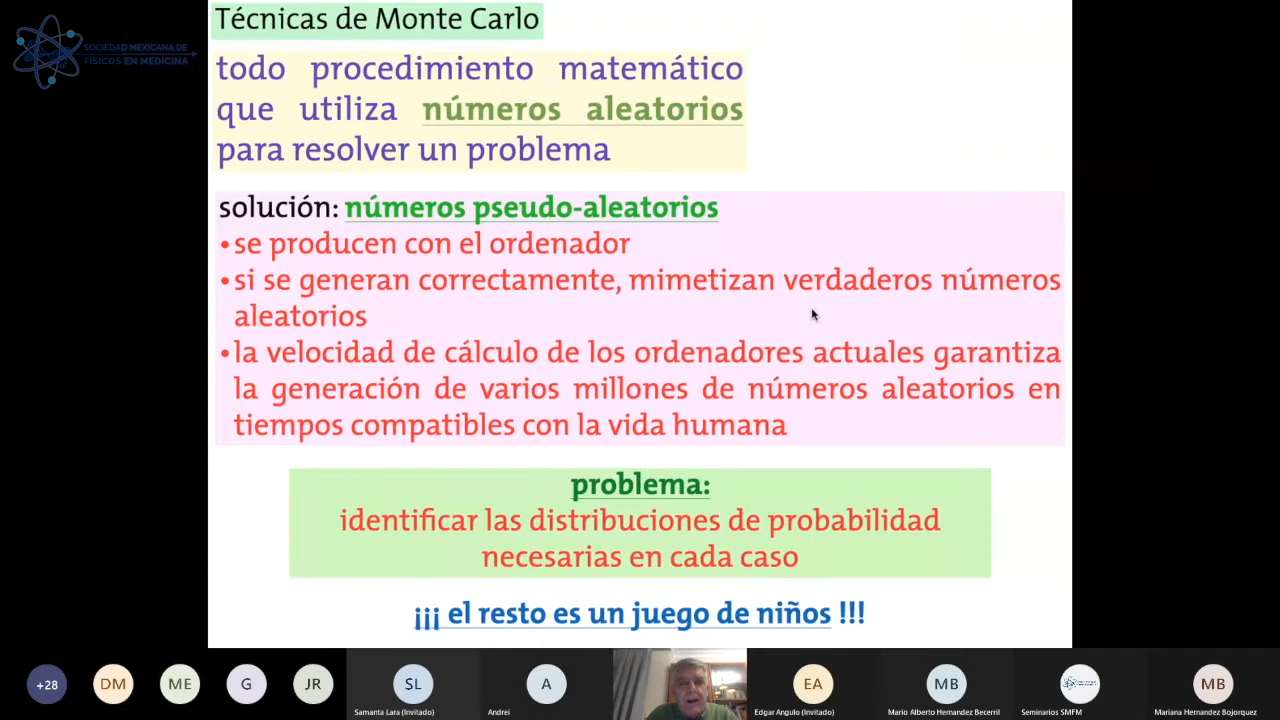 Técnicas de Monte Carlo
SOCIEDAD MEXICANA DE
FÍSICOS EN MEDICINA
todo procedimiento matemático
que utiliza números aleatorios
para resolver un problema
solución: números pseudo-aleatorios
•se producen con el ordenador
•si se generan correctamente, mimetizan verdaderos números
aleatorios
•la velocidad de cálculo de los ordenadores actuales garantiza
la generación de varios millones de números aleatorios en
tiempos compatibles con la vida humana
problema:
identificar las distribuciones de probabilidad
necesarias en cada caso
¡¡¡ el resto es un juego de niños !!!
+28 DM ME G JR SL A EA MB MB
Samanta Lara (Invitado) Andrei Edgar Angulo (Invitado) Mario Alberto Hernandez Becerril Seminarios SMFM Mariana Hernandez Bojorquez